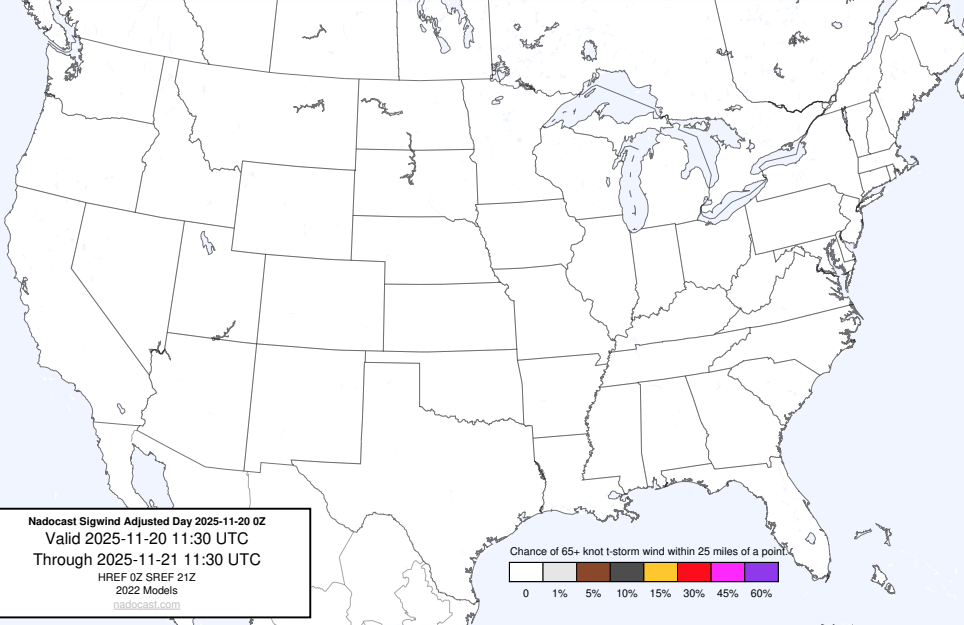 Nadocast Sigwind Adjusted Day 2025-11-20 0Z
Valid 2025-11-20 11:30 UTC
Through 2025-11-21 11:30 UTC
HREF 0Z SREF 21Z
2022 Models
nadocast.com
Chance of 65+ knot t-storm wind within 25 miles of a point.
0 1% 5% 10% 15% 30% 45% 60%